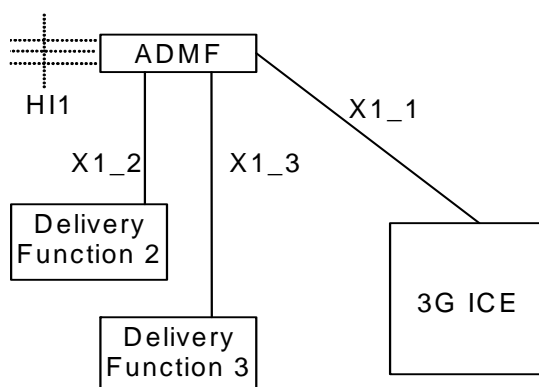 ADMF
HI1
X1_1
X1_2
X1_3
Delivery
Function 2
3G ICE
Delivery
Function 3